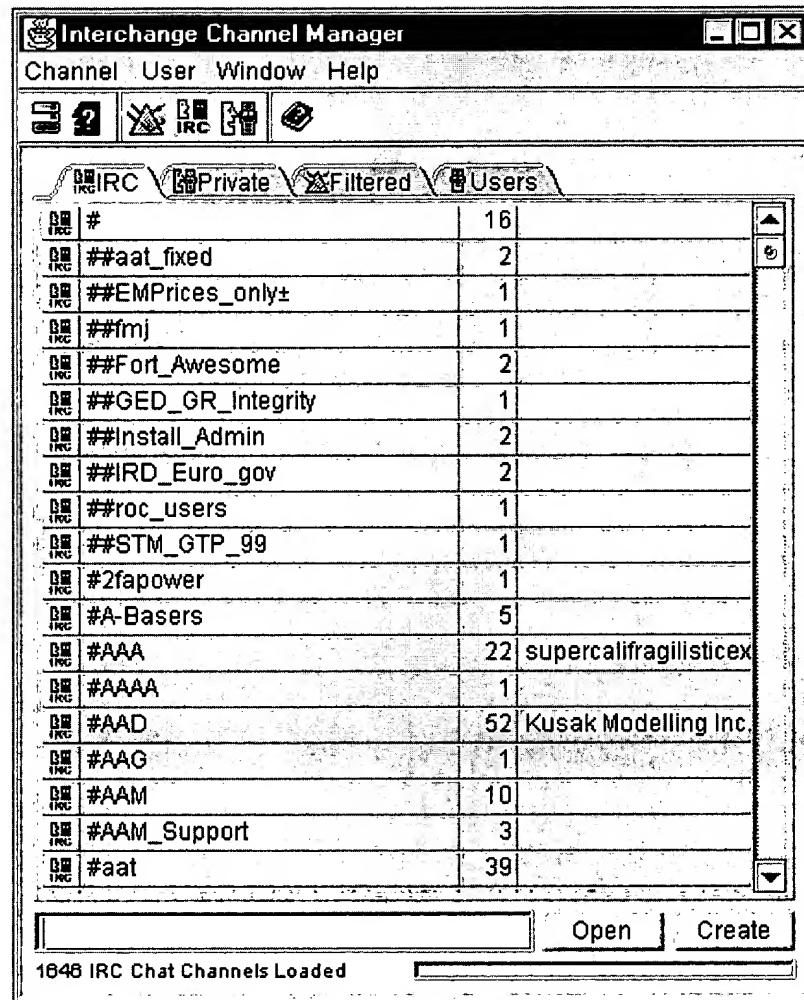 Interchange Channel Manager
Channel User Window Help
IRC
IRC Private Filtered Users
# 16
##aat_fixed 2
##EMPrices_only± 1
##fmj 1
##Fort_Awesome 2
##GED_GR_Integrity 1
##Install_Admin 2
##IRD_Euro_gov 2
##roc_users 1
##STM_GTP_99 1
#2fapower 1
#A-Basers 5
#AAA 22 supercalifragilisticex
#AAAA 1
#AAD 52 Kusak Modelling Inc.
#AAG 1
#AAM 10
#AAM_Support 3
#aat 39
Open Create
1646 IRC Chat Channels Loaded